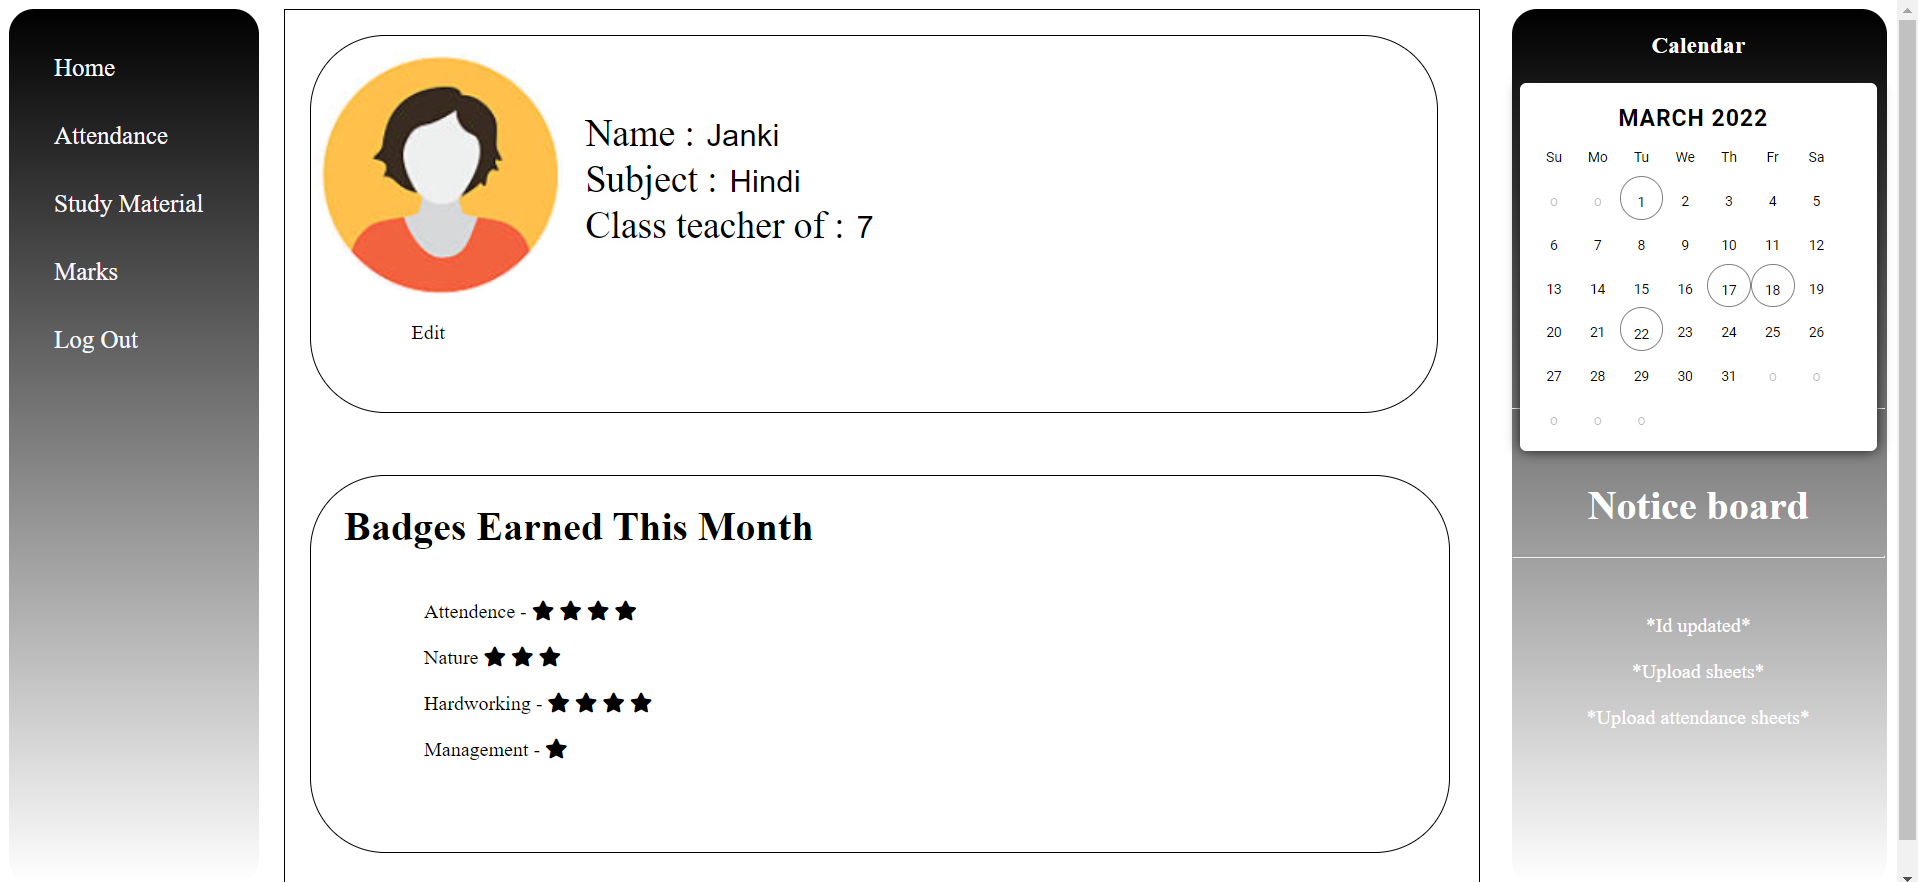 Home
Attendance
Study Material
Marks
Log Out
Name : Janki
Subject : Hindi
Class teacher of : 7
Edit
Badges Earned This Month
Attendence -
Nature
Hardworking -
Management -
Calendar
MARCH 2022
Su Mo Tu We Th Fr Sa
0 0 1 2 3 4 5
6 7 8 9 10 11 12
13 14 15 16 17 18 19
20 21 22 23 24 25 26
27 28 29 30 31 0 0
0 0 0
Notice board
*Id updated*
*Upload sheets*
*Upload attendance sheets*